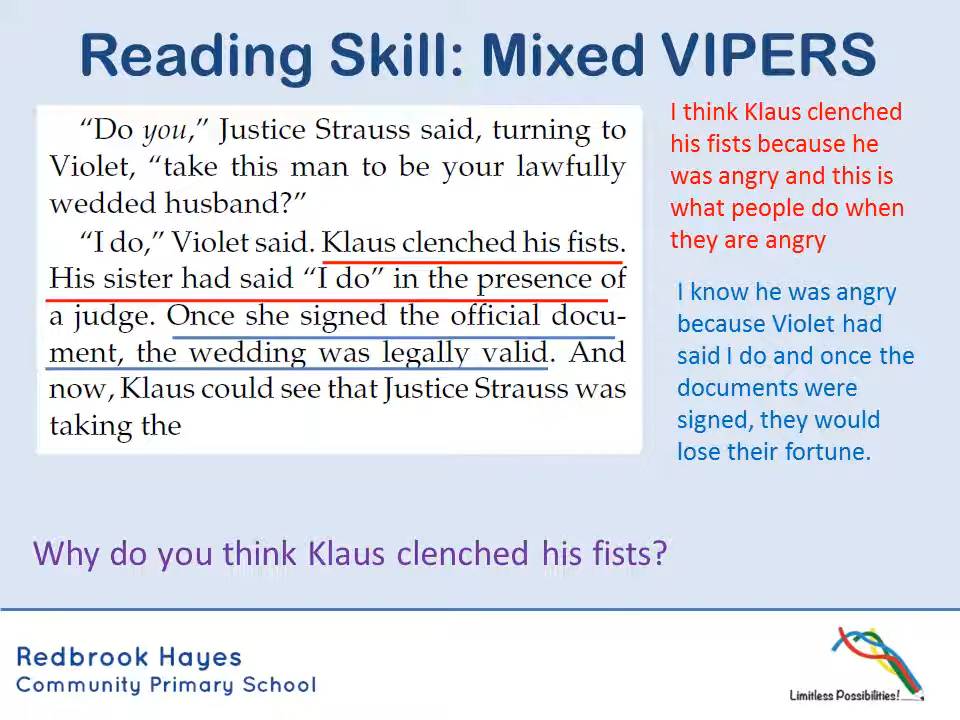 Reading Skill: Mixed VIPERS
“Do you,” Justice Strauss said, turning to
Violet, “take this man to be your lawfully
wedded husband?”
“I do,” Violet said. Klaus clenched his fists.
His sister had said “I do” in the presence of
a judge. Once she signed the official docu-
ment, the wedding was legally valid. And
now, Klaus could see that Justice Strauss was
taking the
I think Klaus clenched
his fists because he
was angry and this is
what people do when
they are angry
I know he was angry
because Violet had
said I do and once the
documents were
signed, they would
lose their fortune.
Why do you think Klaus clenched his fists?
Redbrook Hayes
Community Primary School
Limitless Possibilities!